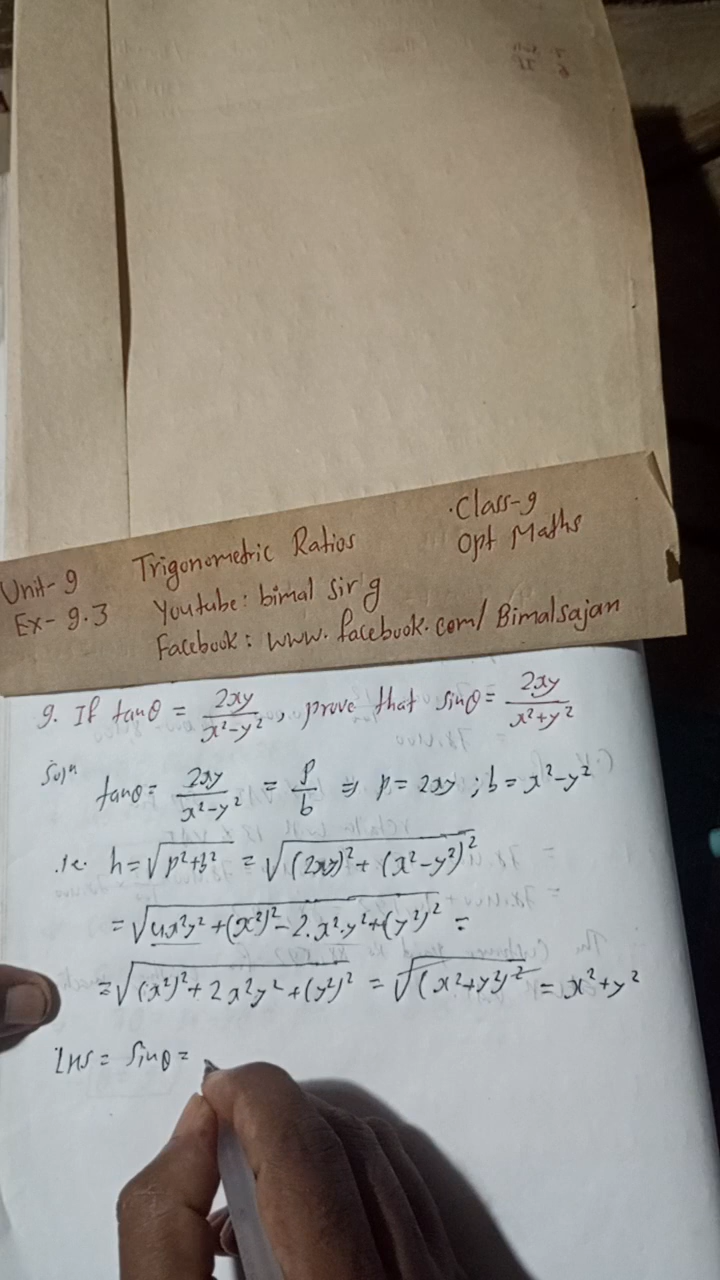 Unit-9 Trigonometric Ratios Class-9
Ex-9.3 Youtube: bimal sir g Opt Maths
Facebook: www.facebook.com/Bimalsajan
9. If tanθ = 2xy/x²-y², prove that sinθ = 2xy/x²+y²
Solⁿ
tanθ = 2xy/x²-y² = p/b ⇒ p = 2xy ; b = x²-y²
h = √p²+b² = √(2xy)² + (x²-y²)²
= √4x²y² + (x²)² - 2.x².y² + (y²)² =
= √(x²)² + 2x²y² + (y²)² = √(x²+y²)² = x²+y²
LHS = Sinθ =